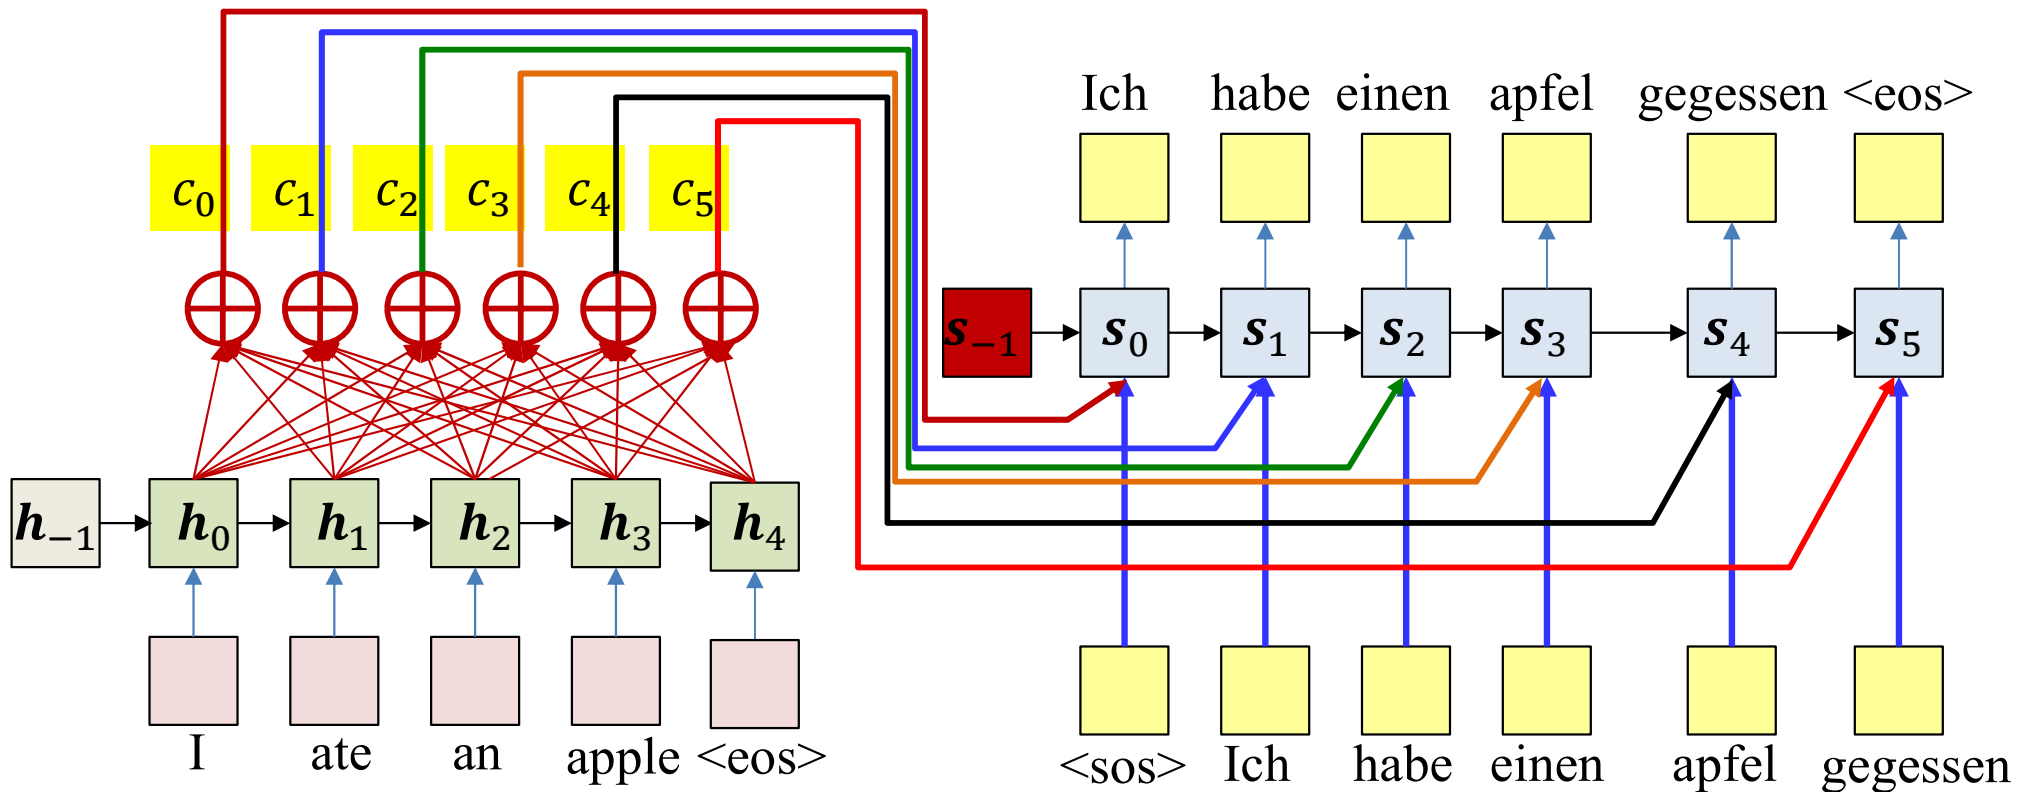 Ich habe einen apfel gegessen <eos>
c₀ c₁ c₂ c₃ c₄ c₅
s₋₁ s₀ s₁ s₂ s₃ s₄ s₅
h₋₁ h₀ h₁ h₂ h₃ h₄
I ate an apple <eos>
<sos> Ich habe einen apfel gegessen